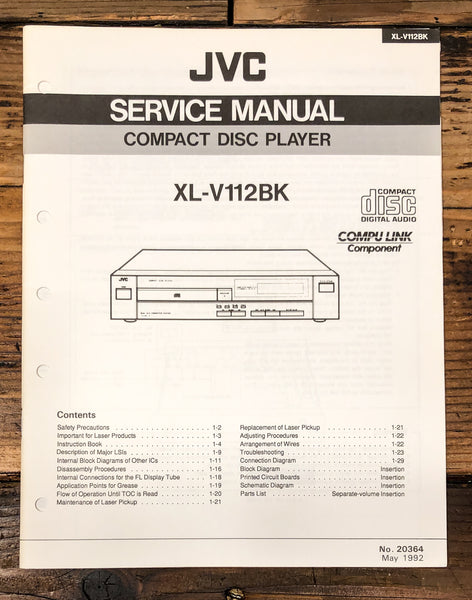 XL-V112BK
JVC
SERVICE MANUAL
COMPACT DISC PLAYER
XL-V112BK
COMPACT
disc
DIGITAL AUDIO
COMPU LINK
Component
JVC
Contents
Safety Precautions . . . . . . . . . . 1-2
Important for Laser Products . . . . . . . . . . 1-3
Instruction Book . . . . . . . . . . 1-4
Description of Major LSIs . . . . . . . . . . 1-9
Internal Block Diagrams of Other ICs . . . . . . . . . . 1-11
Disassembly Procedures . . . . . . . . . . 1-16
Internal Connections for the FL Display Tube . . . . 1-18
Application Points for Grease . . . . . . . . . . 1-19
Flow of Operation Until TOC is Read . . . . . . . 1-20
Maintenance of Laser Pickup . . . . . . . . . . 1-21
Replacement of Laser Pickup . . . . . . . . . . 1-21
Adjusting Procedures . . . . . . . . . . 1-22
Arrangement of Wires . . . . . . . . . . 1-22
Troubleshooting . . . . . . . . . . 1-23
Connection Diagram . . . . . . . . . . 1-29
Block Diagram . . . . . . . . . . Insertion
Printed Circuit Boards . . . . . . . . . . Insertion
Schematic Diagram . . . . . . . . . . Insertion
Parts List . . . . . . . . Separate-volume Insertion
No. 20364
May 1992